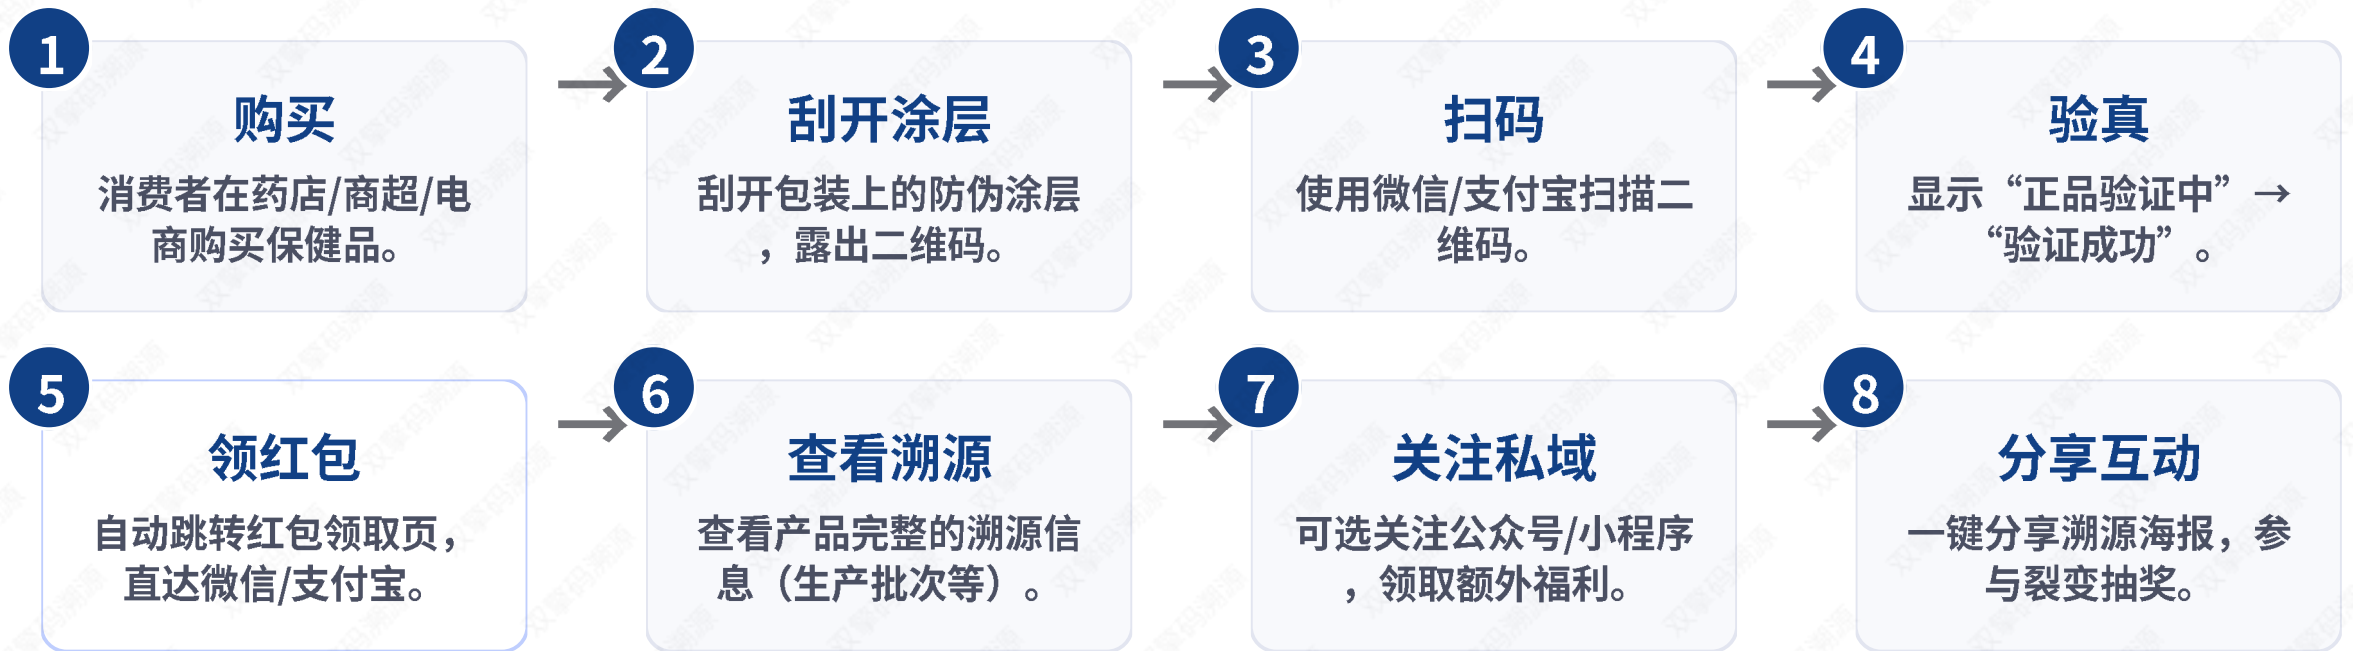 1
购买
消费者在药店/商超/电
商购买保健品。
→
2
刮开涂层
刮开包装上的防伪涂层
，露出二维码。
→
3
扫码
使用微信/支付宝扫描二
维码。
→
4
验真
显示“正品验证中”→
“验证成功”。
5
领红包
自动跳转红包领取页，
直达微信/支付宝。
→
6
查看溯源
查看产品完整的溯源信
息（生产批次等）。
→
7
关注私域
可选关注公众号/小程序
，领取额外福利。
→
8
分享互动
一键分享溯源海报，参
与裂变抽奖。
双擎码溯源